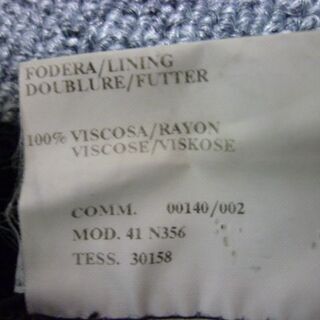 FODERA/LINING
DOUBLURE/FUTTER
100% VISCOSA/RAYON
VISCOSE/VISKOSE
COMM. 00140/002
MOD. 41 N356
TESS. 30158